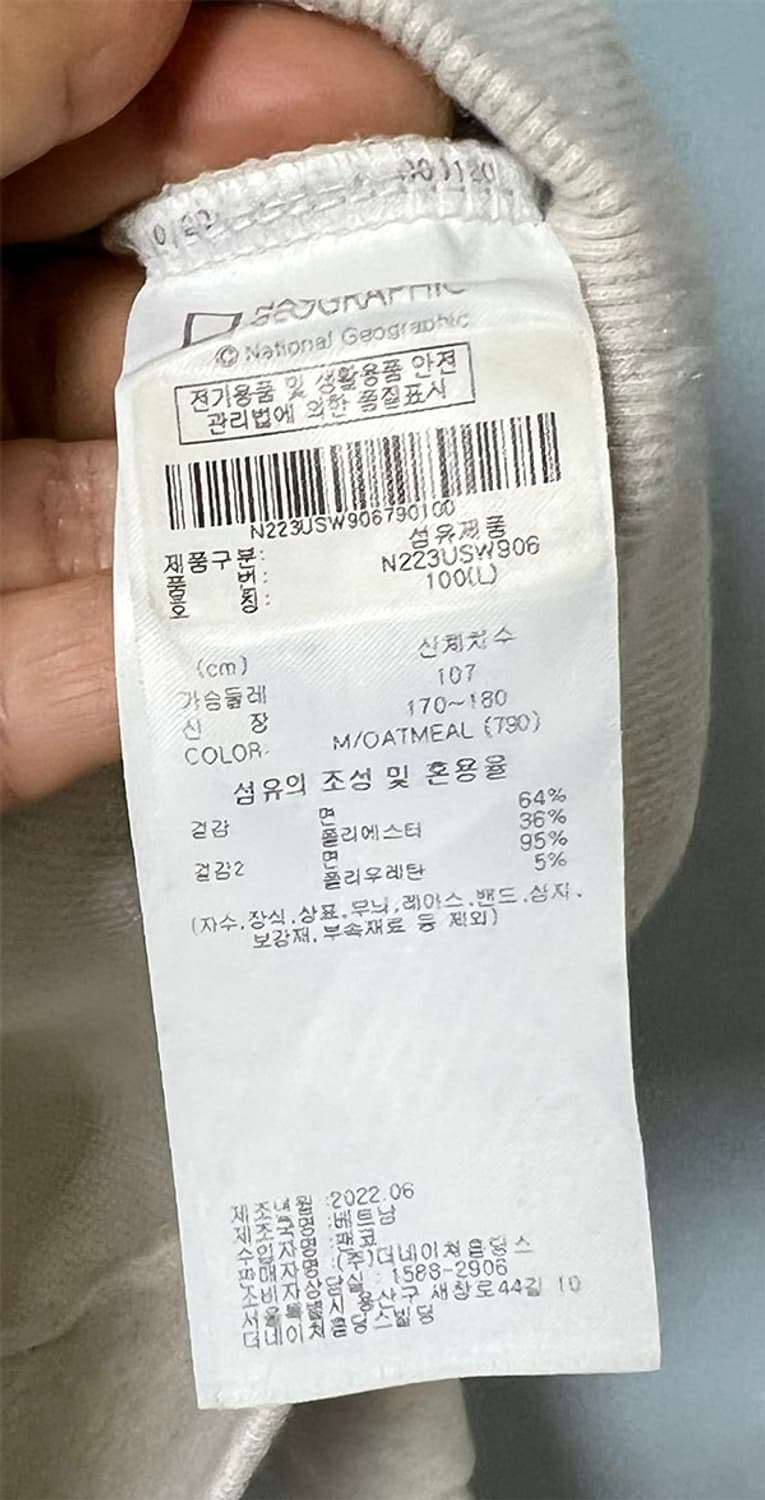 GEOGRAPHIC
© National Geographic
전기용품 및 생활용품 안전
관리법에 의한 품질표시
N223USW906790100
제품구분: 섬유제품
품 번: N223USW906
호 칭: 100(L)
(cm) 신체치수
가슴둘레 107
신 장 170~180
COLOR. M/OATMEAL (790)
섬유의 조성 및 혼용율
겉감 면 64%
폴리에스터 36%
겉감2 면 95%
폴리우레탄 5%
(자수.장식.상표.무늬.레이스.밴드.심지.
보강재.부속재료 등 제외)
제조년월 :2022.06
제조국명 :베트남
수입자명 :팬코
판매자명 :(주)더네이쳐홀딩스
소비자상담실 : 1588-2906
서울특별시 용산구 새창로44길 10
더네이쳐홀딩스빌딩